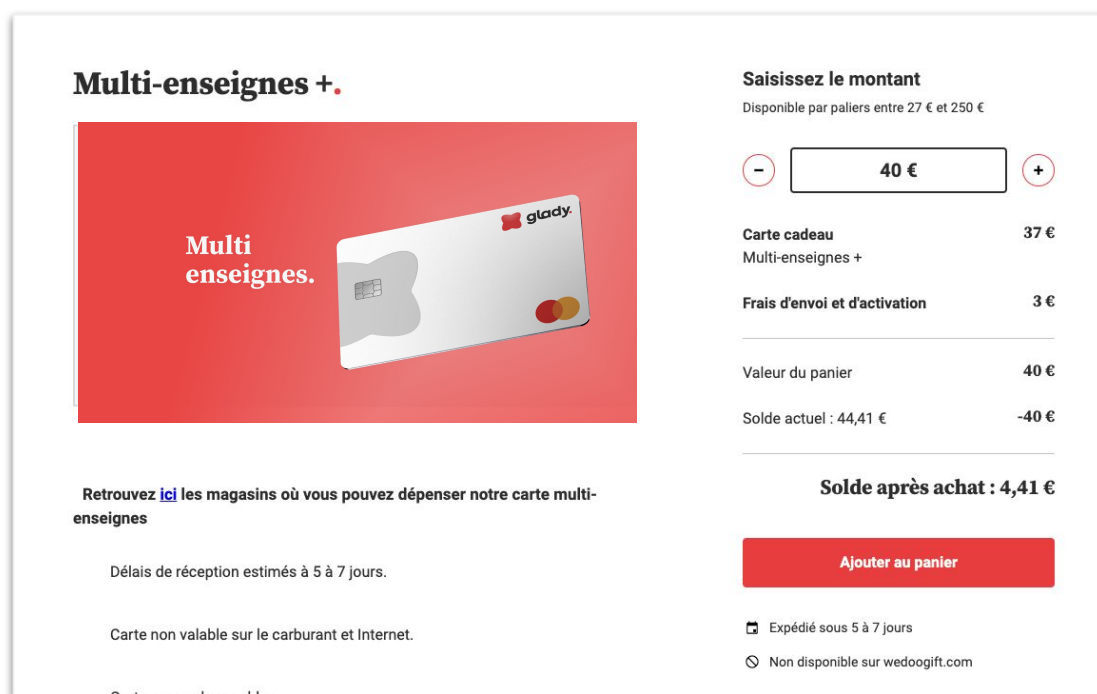 Multi-enseignes +.
glady.
Multi
enseignes.
Retrouvez ici les magasins où vous pouvez dépenser notre carte multi-
enseignes
Délais de réception estimés à 5 à 7 jours.
Carte non valable sur le carburant et Internet.
Saisissez le montant
Disponible par paliers entre 27 € et 250 €
- 40 € +
Carte cadeau 37 €
Multi-enseignes +
Frais d'envoi et d'activation 3 €
Valeur du panier 40 €
Solde actuel : 44,41 € -40 €
Solde après achat : 4,41 €
Ajouter au panier
Expédié sous 5 à 7 jours
Non disponible sur wedoogift.com